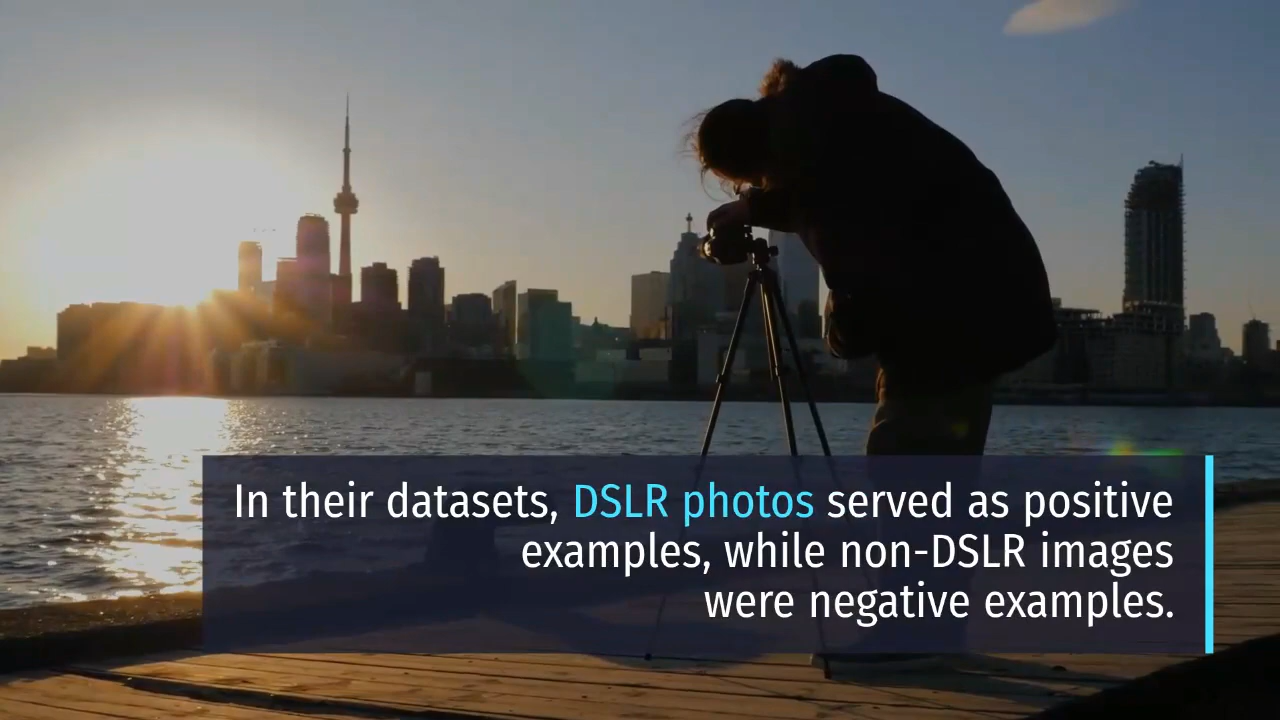 In their datasets, DSLR photos served as positive
examples, while non-DSLR images
were negative examples.